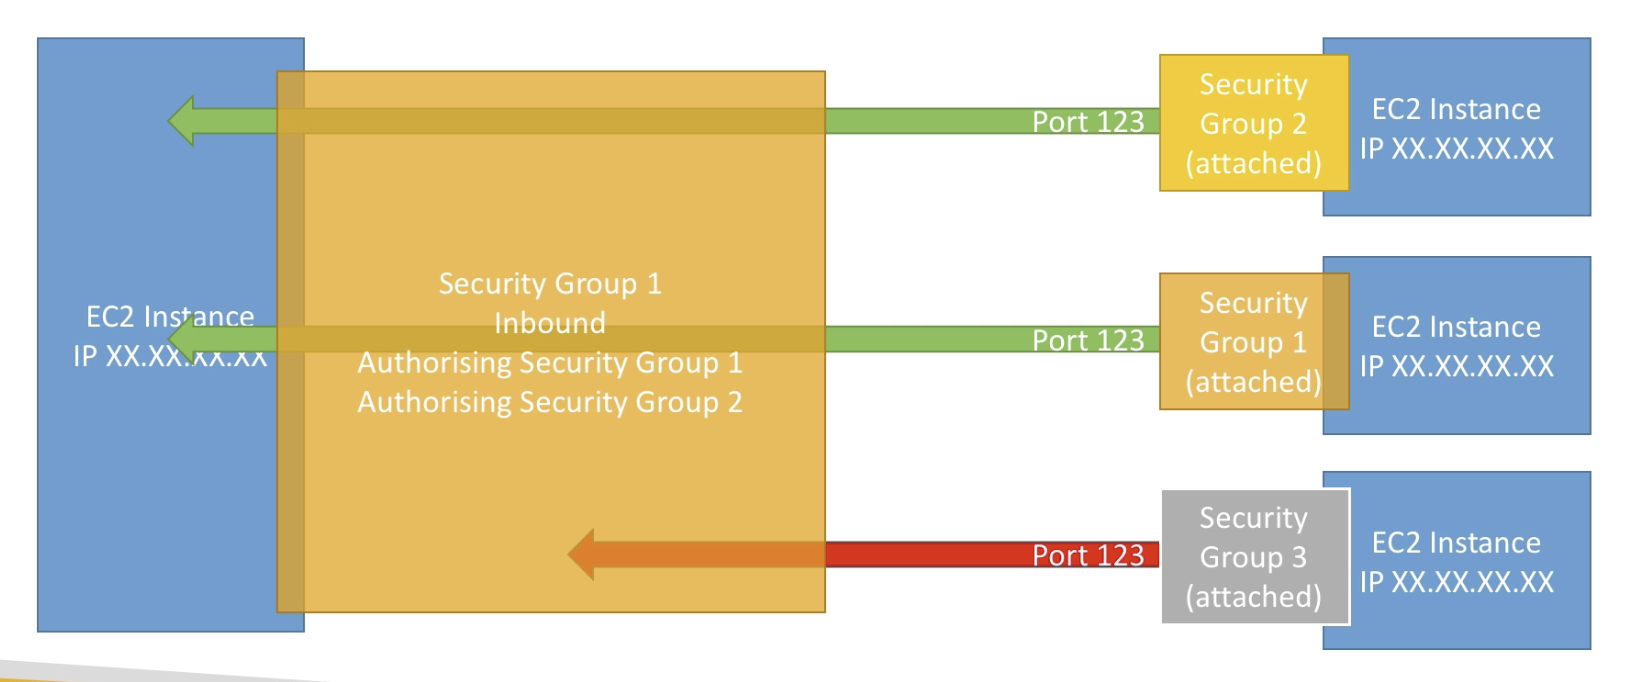 EC2 Instance
IP XX.XX.XX.XX
Security Group 1
Inbound
Authorising Security Group 1
Authorising Security Group 2
Port 123
Security
Group 2
(attached)
EC2 Instance
IP XX.XX.XX.XX
Port 123
Security
Group 1
(attached)
EC2 Instance
IP XX.XX.XX.XX
Port 123
Security
Group 3
(attached)
EC2 Instance
IP XX.XX.XX.XX